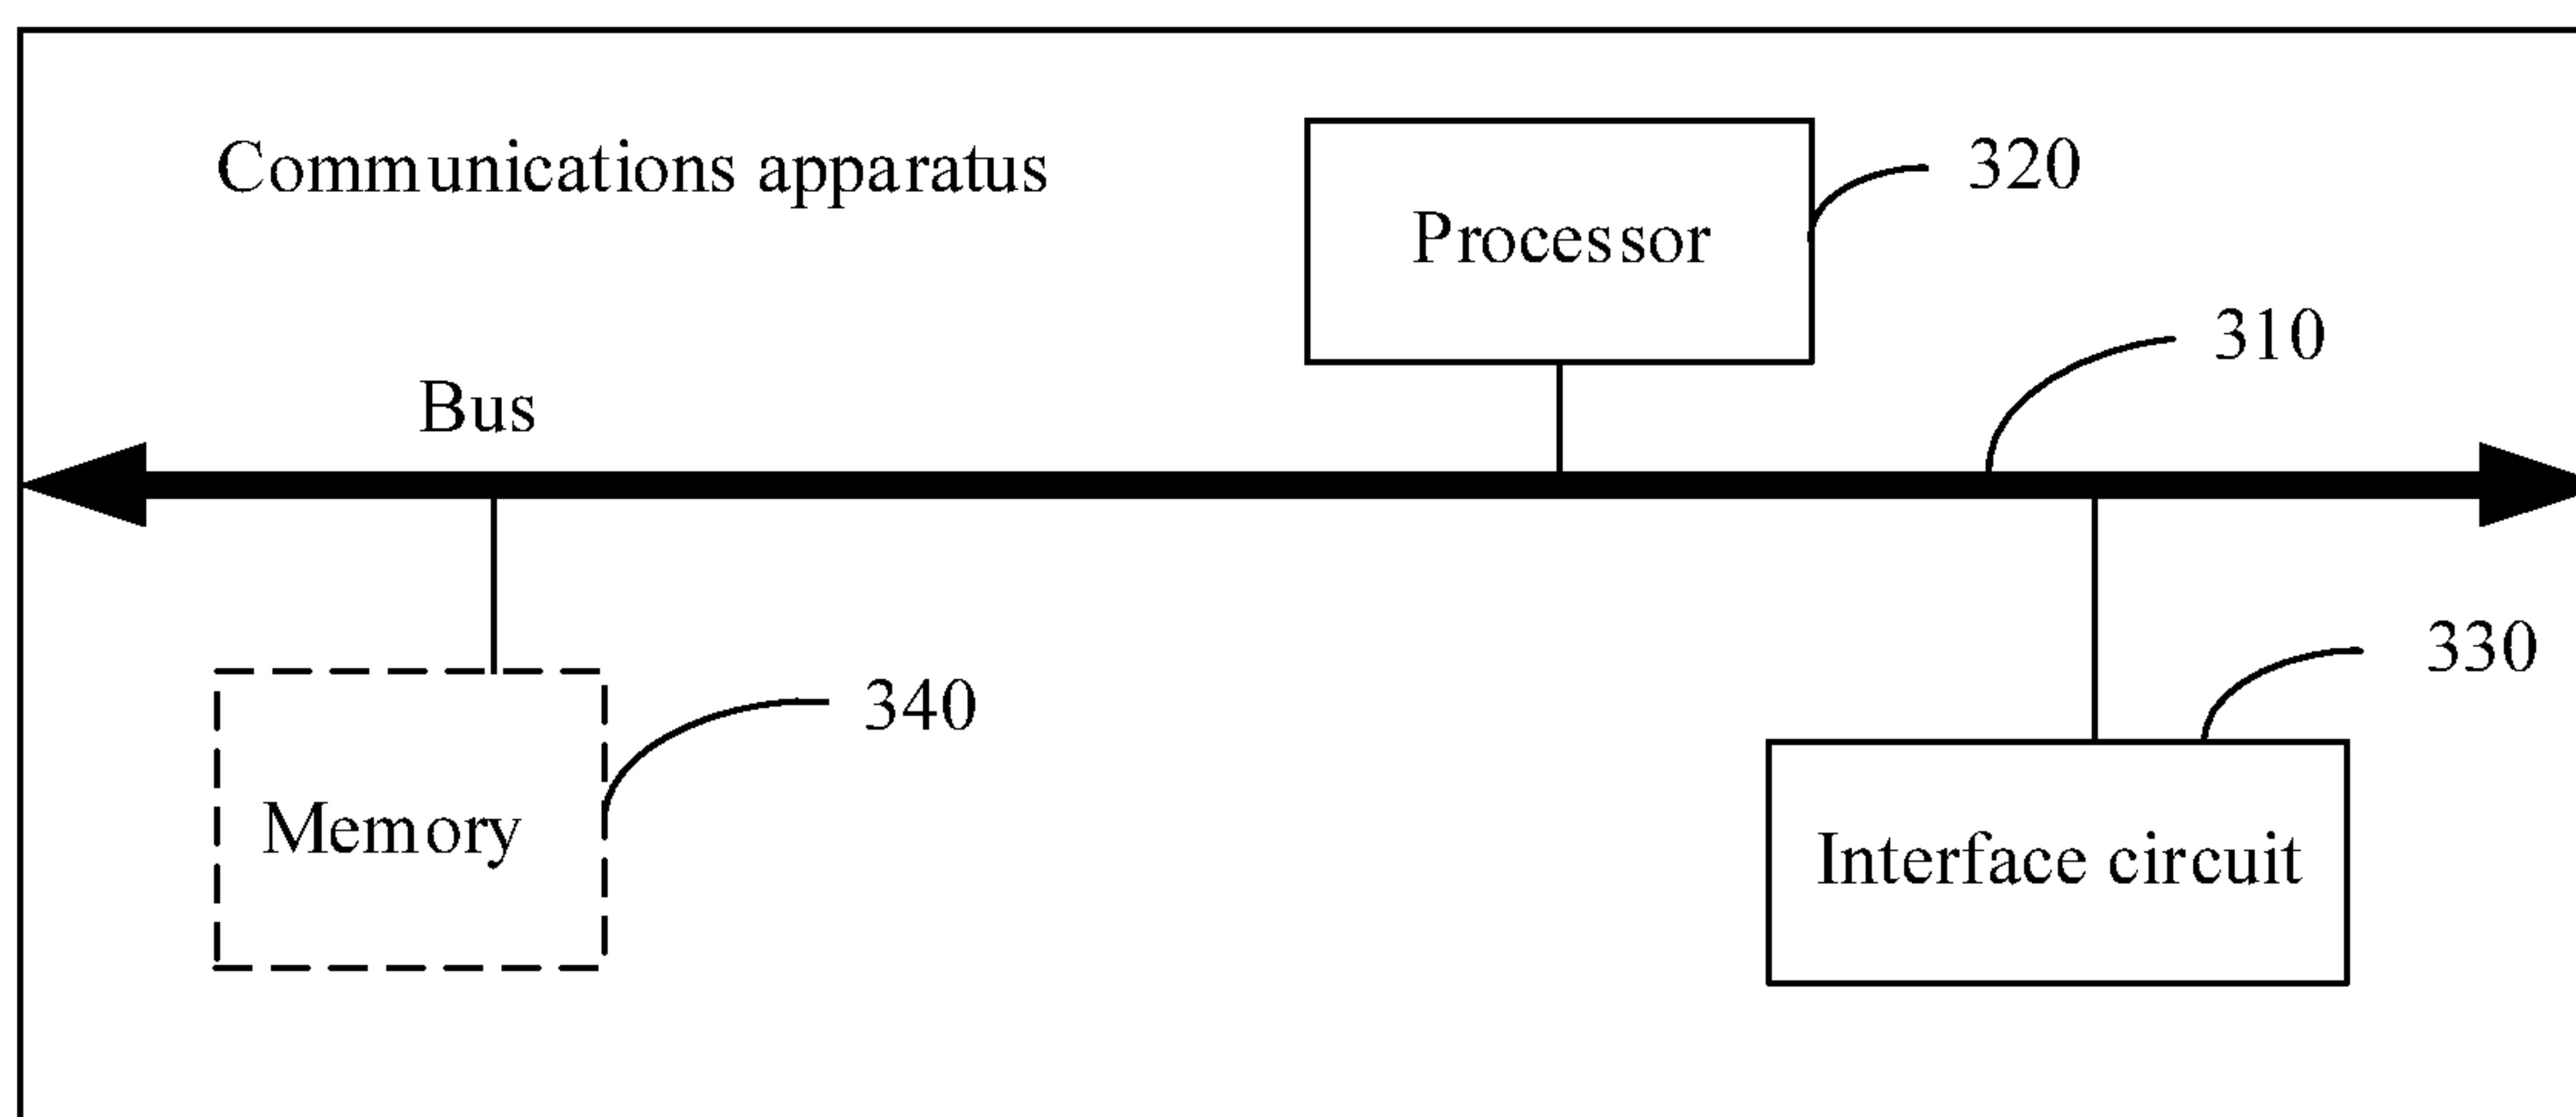 Communications apparatus
320
Processor
310
Bus
330
340
Memory
Interface circuit